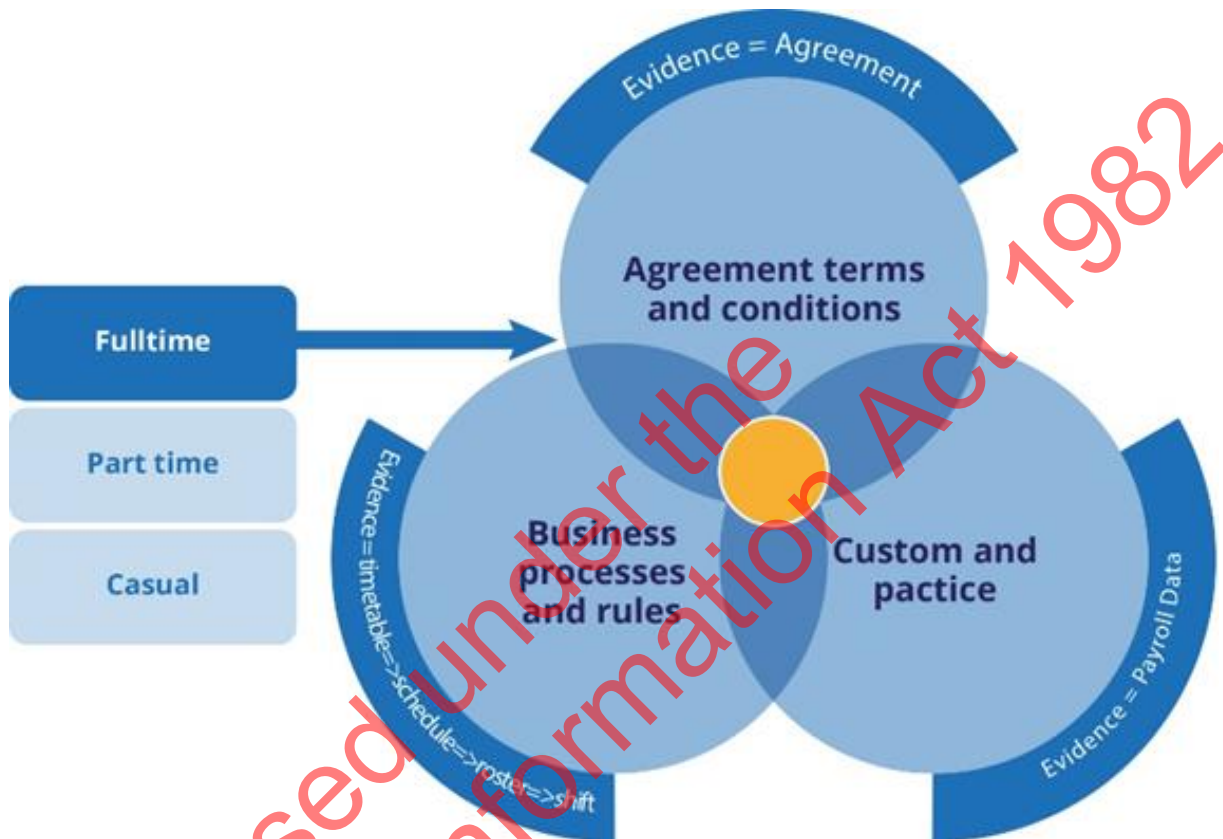 Evidence = Agreement
Agreement terms
and conditions
Fulltime
Part time
Casual
Business
processes
and rules
Evidence=timetable=>schedule=>roster=>shift
Custom and
pactice
Evidence = Payroll Data
sed under the
nformation Act 1982